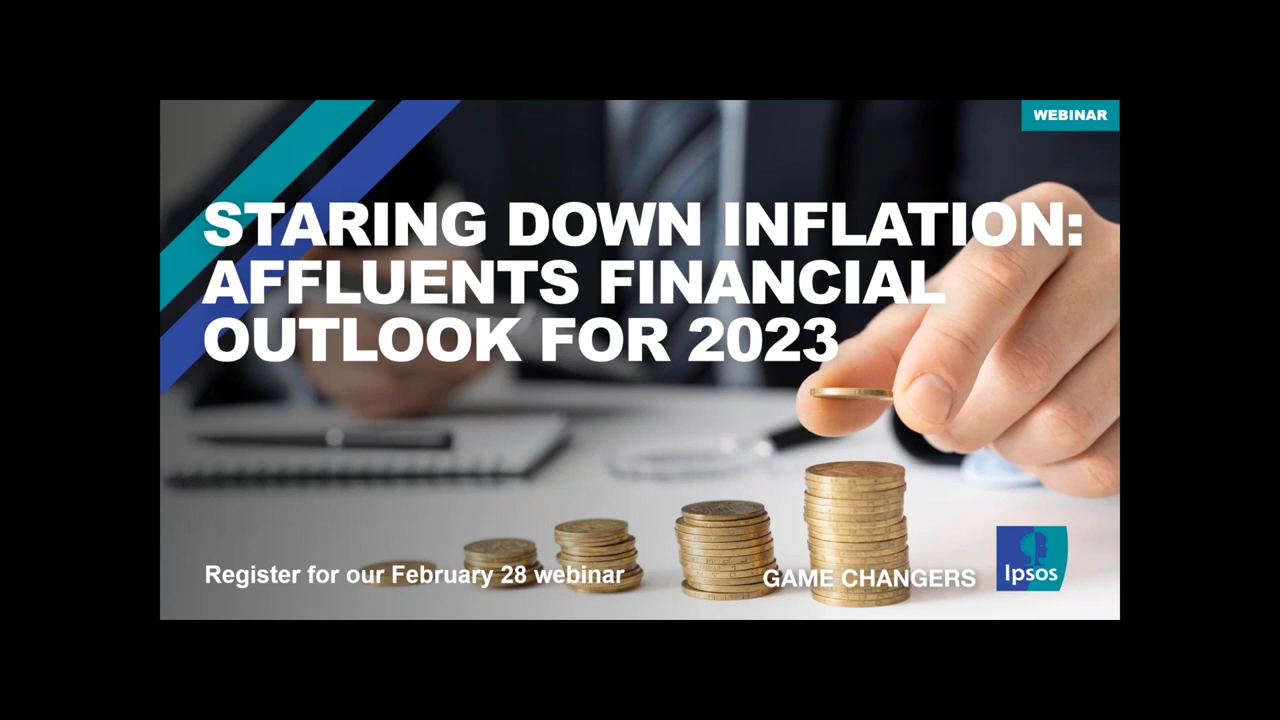 WEBINAR
STARING DOWN INFLATION:
AFFLUENTS FINANCIAL
OUTLOOK FOR 2023
Register for our February 28 webinar
GAME CHANGERS
Ipsos